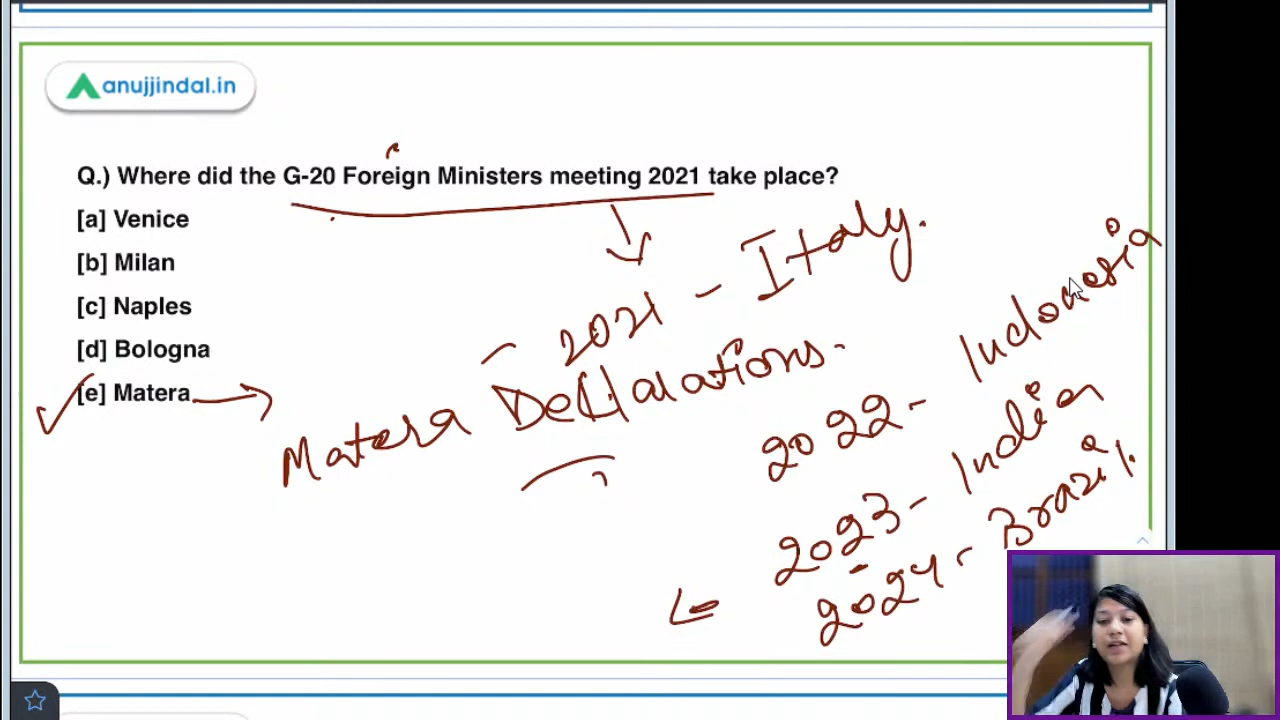 anujjindal.in
Q.) Where did the G-20 Foreign Ministers meeting 2021 take place?
[a] Venice
[b] Milan
[c] Naples
[d] Bologna
[e] Matera
2021 - Italy.
Matera Declarations.
2022 - Indonesia
2023 - India
2024 - Brazil.